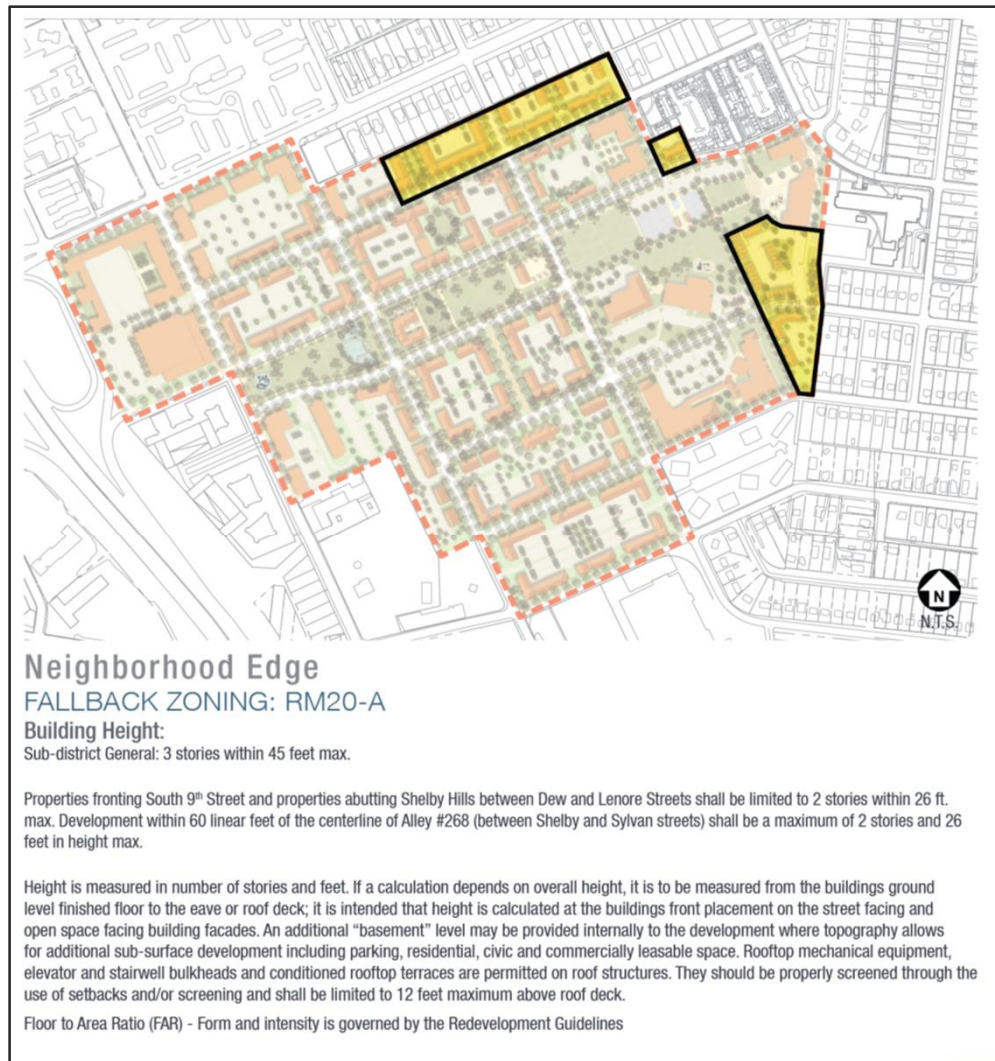 N
N.T.S.
Neighborhood Edge
FALLBACK ZONING: RM20-A
Building Height:
Sub-district General: 3 stories within 45 feet max.
Properties fronting South 9th Street and properties abutting Shelby Hills between Dew and Lenore Streets shall be limited to 2 stories within 26 ft.
max. Development within 60 linear feet of the centerline of Alley #268 (between Shelby and Sylvan streets) shall be a maximum of 2 stories and 26
feet in height max.
Height is measured in number of stories and feet. If a calculation depends on overall height, it is to be measured from the buildings ground
level finished floor to the eave or roof deck; it is intended that height is calculated at the buildings front placement on the street facing and
open space facing building facades. An additional “basement” level may be provided internally to the development where topography allows
for additional sub-surface development including parking, residential, civic and commercially leasable space. Rooftop mechanical equipment,
elevator and stairwell bulkheads and conditioned rooftop terraces are permitted on roof structures. They should be properly screened through the
use of setbacks and/or screening and shall be limited to 12 feet maximum above roof deck.
Floor to Area Ratio (FAR) - Form and intensity is governed by the Redevelopment Guidelines